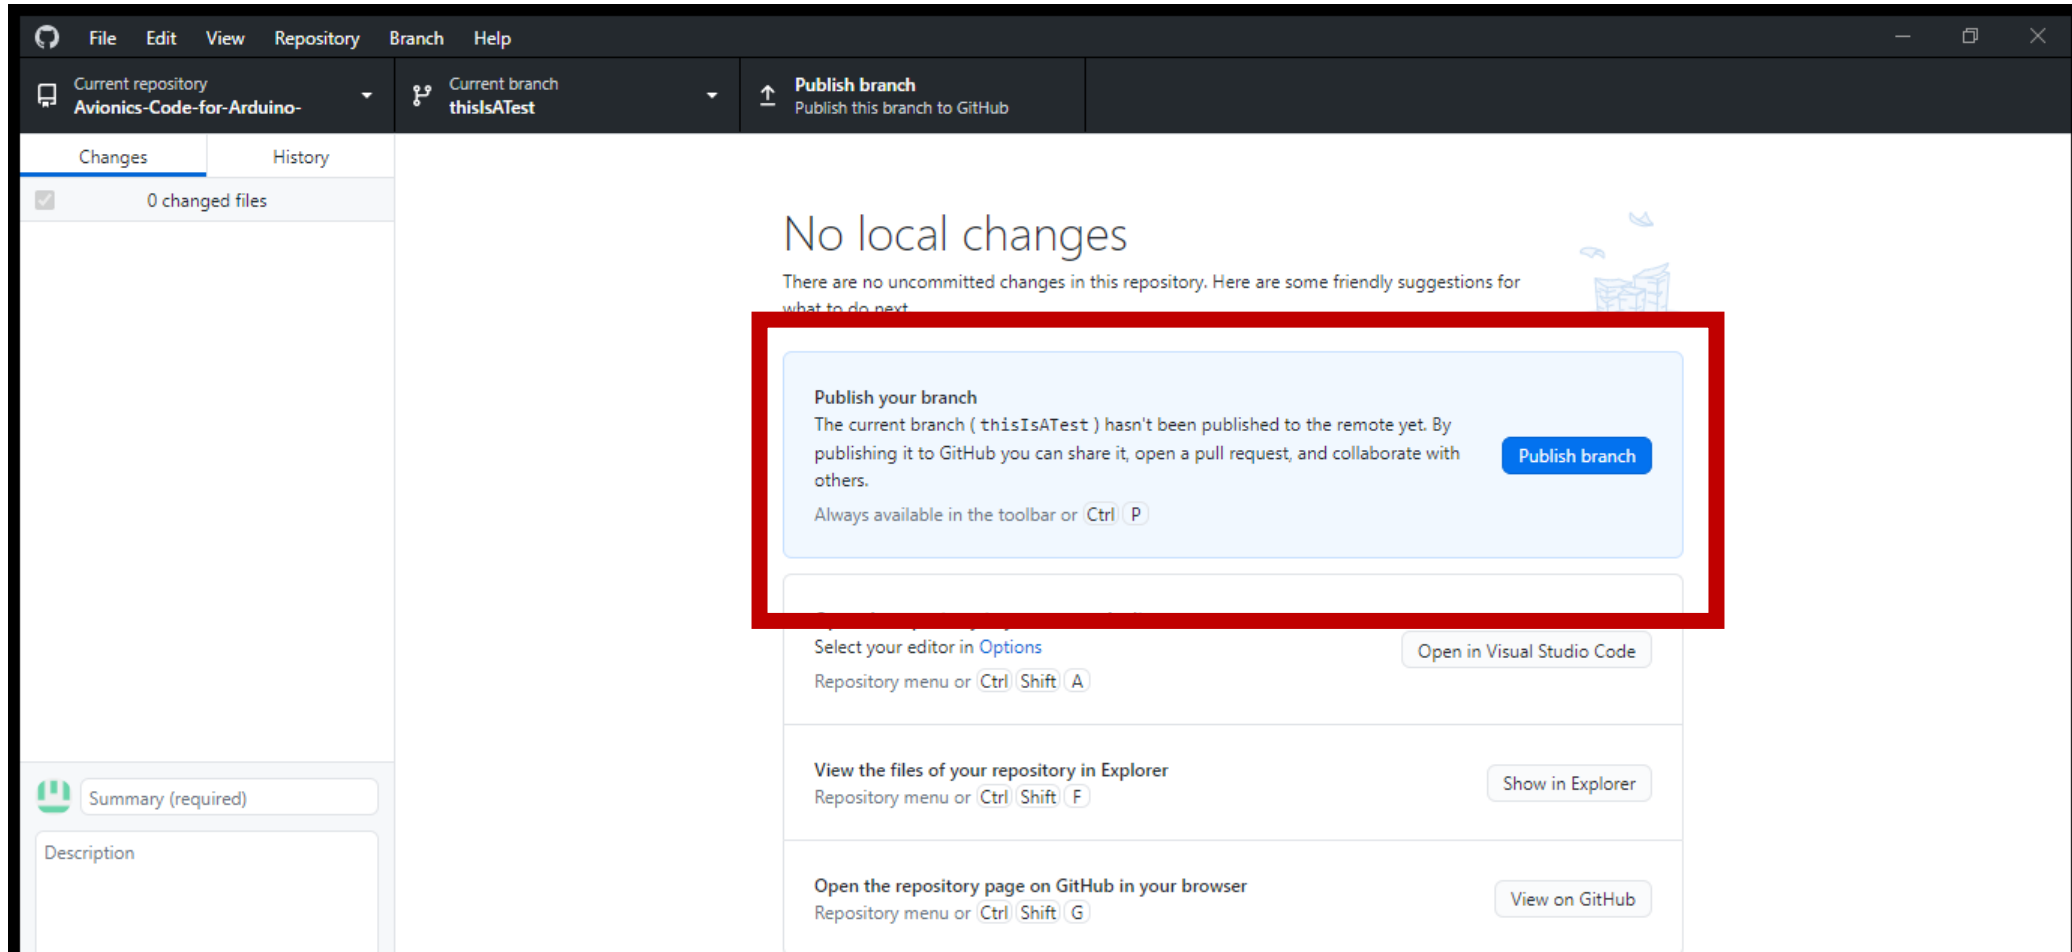 File Edit View Repository Branch Help
Current repository
Avionics-Code-for-Arduino-
Current branch
thisIsATest
Publish branch
Publish this branch to GitHub
Changes History
0 changed files
No local changes
There are no uncommitted changes in this repository. Here are some friendly suggestions for
what to do next.
Publish your branch
The current branch ( thisIsATest ) hasn't been published to the remote yet. By
publishing it to GitHub you can share it, open a pull request, and collaborate with
others.
Publish branch
Always available in the toolbar or Ctrl P
Select your editor in Options
Open in Visual Studio Code
Repository menu or Ctrl Shift A
View the files of your repository in Explorer
Repository menu or Ctrl Shift F
Show in Explorer
Summary (required)
Description
Open the repository page on GitHub in your browser
Repository menu or Ctrl Shift G
View on GitHub